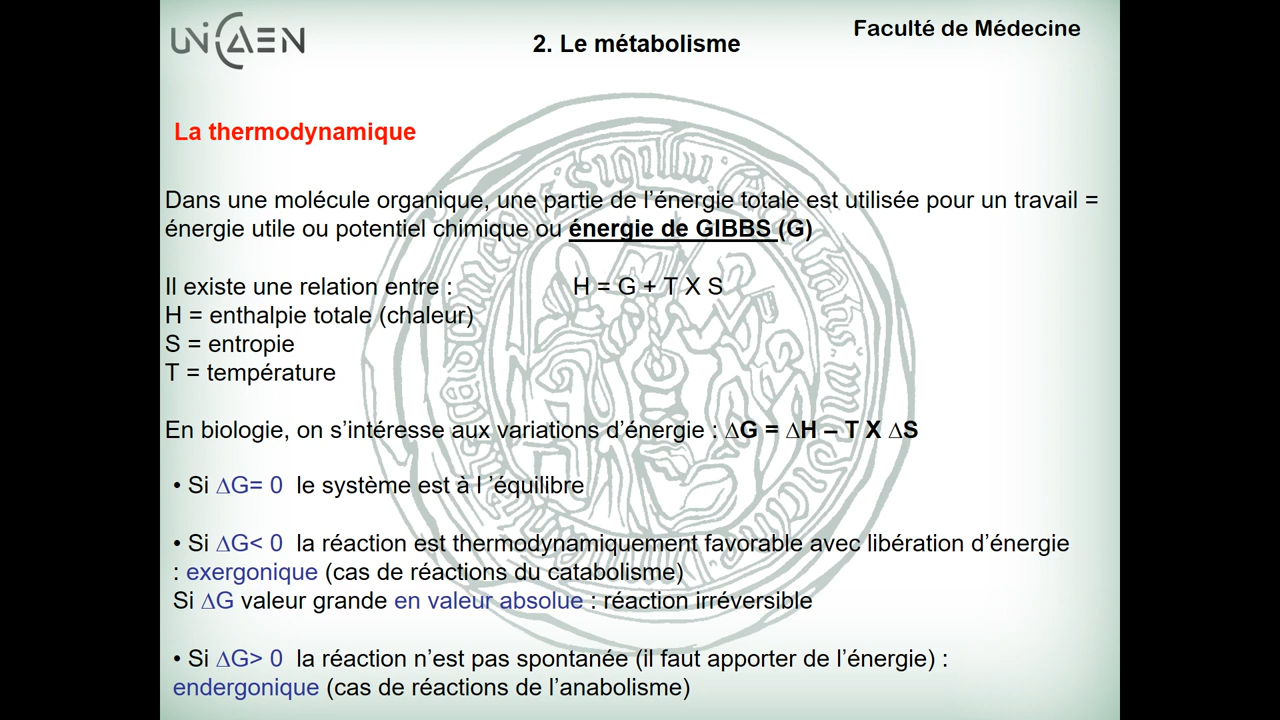 UNICAEN
2. Le métabolisme
Faculté de Médecine
La thermodynamique
Dans une molécule organique, une partie de l’énergie totale est utilisée pour un travail =
énergie utile ou potentiel chimique ou énergie de GIBBS (G)
Il existe une relation entre : H = G + T X S
H = enthalpie totale (chaleur)
S = entropie
T = température
En biologie, on s’intéresse aux variations d’énergie : ∆G = ∆H – T X ∆S
• Si ∆G= 0 le système est à l ’équilibre
• Si ∆G< 0 la réaction est thermodynamiquement favorable avec libération d’énergie
: exergonique (cas de réactions du catabolisme)
Si ∆G valeur grande en valeur absolue : réaction irréversible
• Si ∆G> 0 la réaction n’est pas spontanée (il faut apporter de l’énergie) :
endergonique (cas de réactions de l’anabolisme)